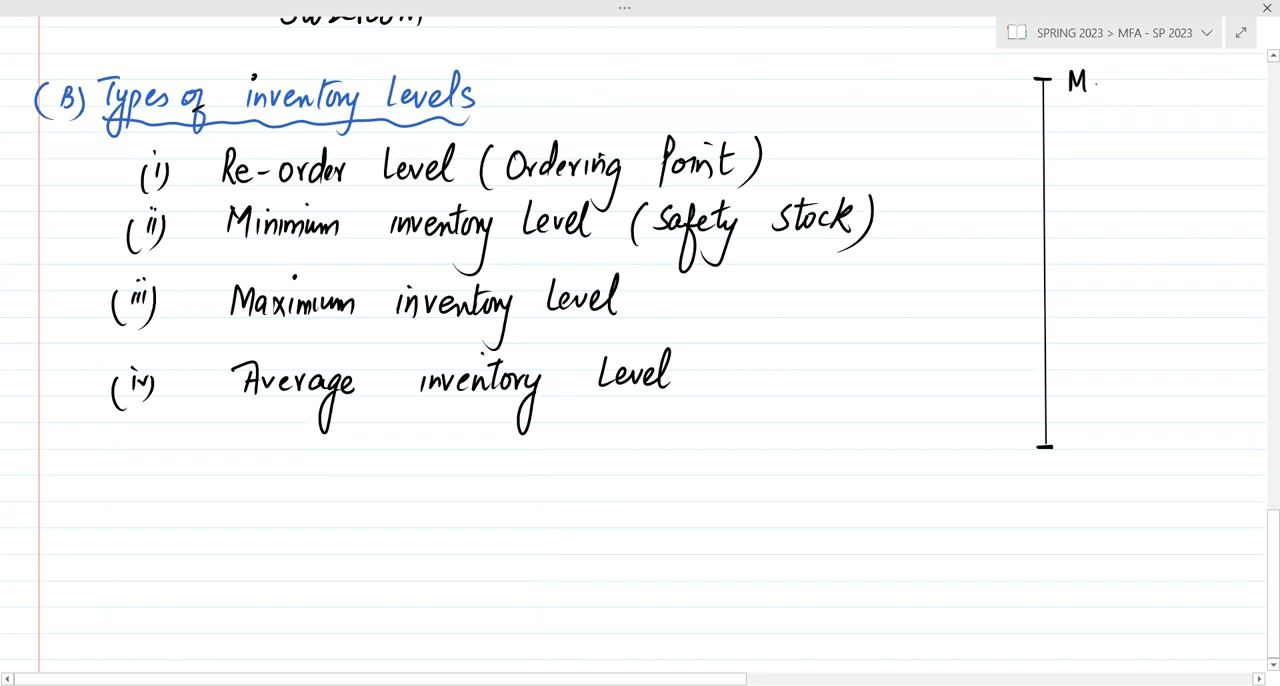 SPRING 2023 > MFA - SP 2023
(B) Types of inventory Levels
M
(i) Re-order Level (Ordering Point)
(ii) Minimum inventory Level (Safety Stock)
(iii) Maximum inventory Level
(iv) Average inventory Level